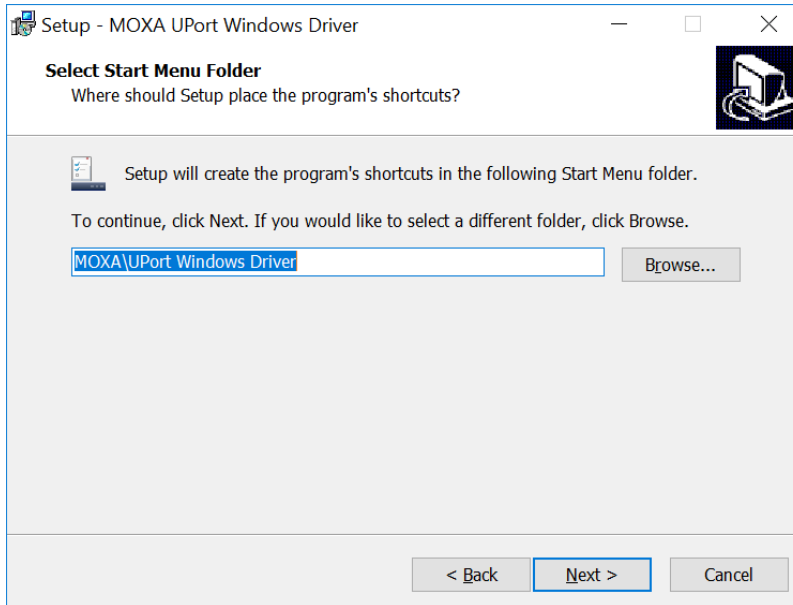 Setup - MOXA UPort Windows Driver
Select Start Menu Folder
Where should Setup place the program's shortcuts?
Setup will create the program's shortcuts in the following Start Menu folder.
To continue, click Next. If you would like to select a different folder, click Browse.
MOXA\UPort Windows Driver
Browse...
< Back
Next >
Cancel